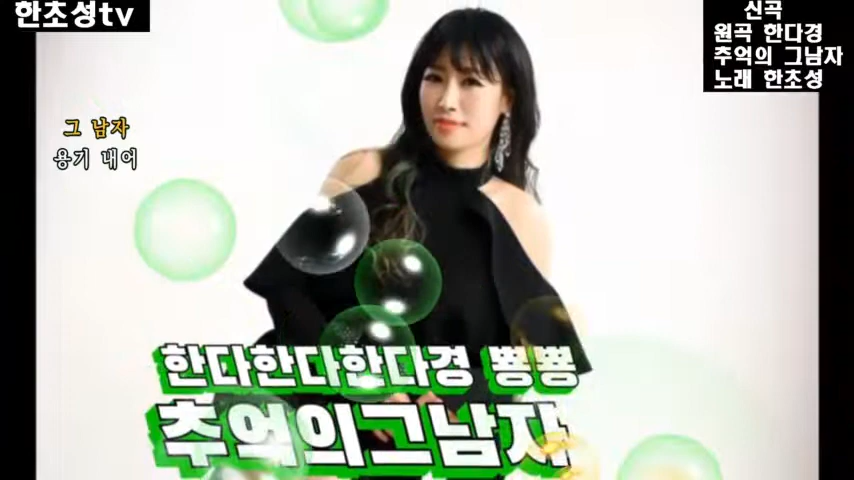 한초성tv
신곡
원곡 한다경
추억의 그남자
노래 한초성
그 남자
용기 내어
한다한다한다경 뿅뿅
추억의그남자